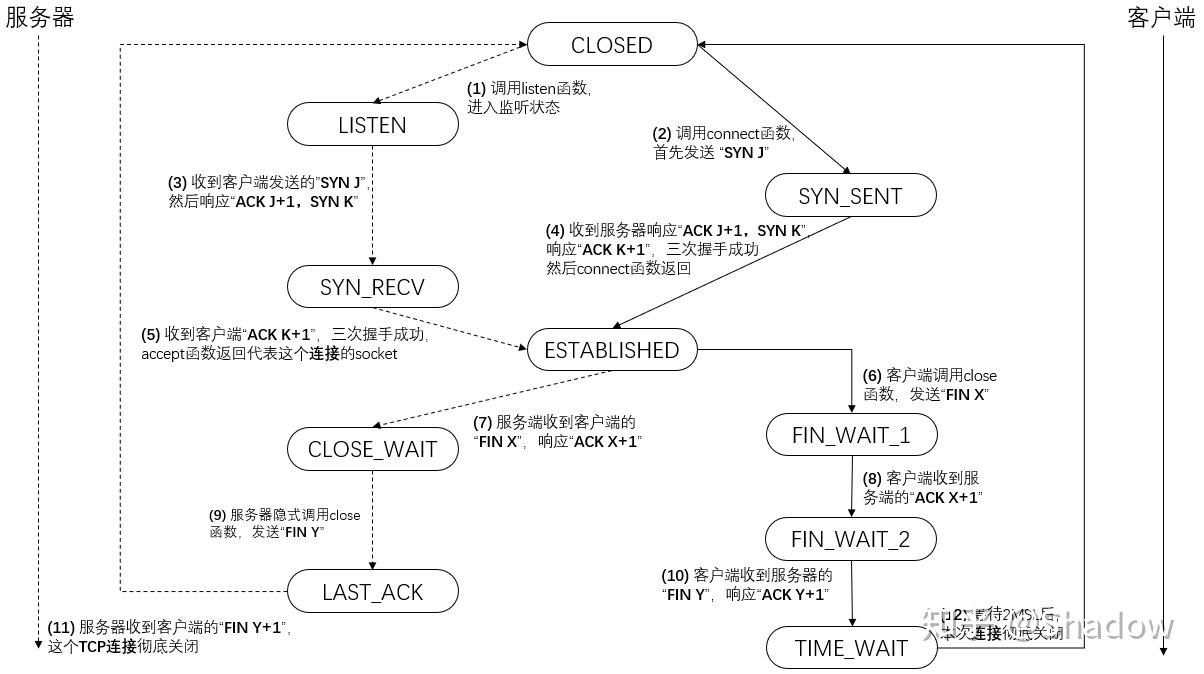 服务器
客户端
CLOSED
(1) 调用listen函数，
进入监听状态
LISTEN
(2) 调用connect函数，
首先发送 “SYN J”
(3) 收到客户端发送的”SYN J”，
然后响应“ACK J+1，SYN K”
SYN_SENT
(4) 收到服务器响应“ACK J+1，SYN K”，
响应“ACK K+1”，三次握手成功
然后connect函数返回
SYN_RECV
(5) 收到客户端“ACK K+1”，三次握手成功，
accept函数返回代表这个连接的socket
ESTABLISHED
(6) 客户端调用close
函数，发送“FIN X”
(7) 服务端收到客户端的
“FIN X”，响应“ACK X+1”
CLOSE_WAIT
FIN_WAIT_1
(8) 客户端收到服
务端的“ACK X+1”
(9) 服务器隐式调用close
函数，发送“FIN Y”
FIN_WAIT_2
(10) 客户端收到服务器的
“FIN Y”，响应“ACK Y+1”
LAST_ACK
(11) 服务器收到客户端的“FIN Y+1”，
这个TCP连接彻底关闭
(12) 等待2MSL后，
本次连接彻底关闭
TIME_WAIT
知乎 @Shadow